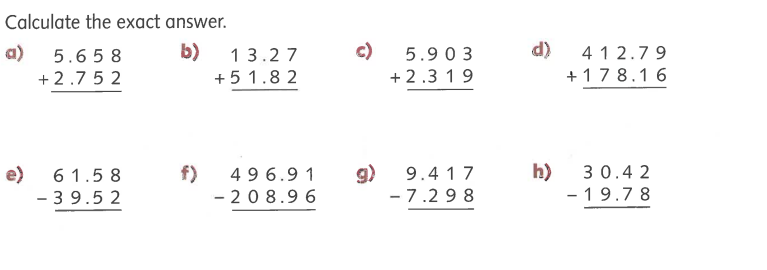 Calculate the exact answer.
a) 5.658 b) 13.27 c) 5.903 d) 412.79
+2.752 +51.82 +2.319 +178.16
e) 61.58 f) 496.91 g) 9.417 h) 30.42
-39.52 -208.96 -7.298 -19.78